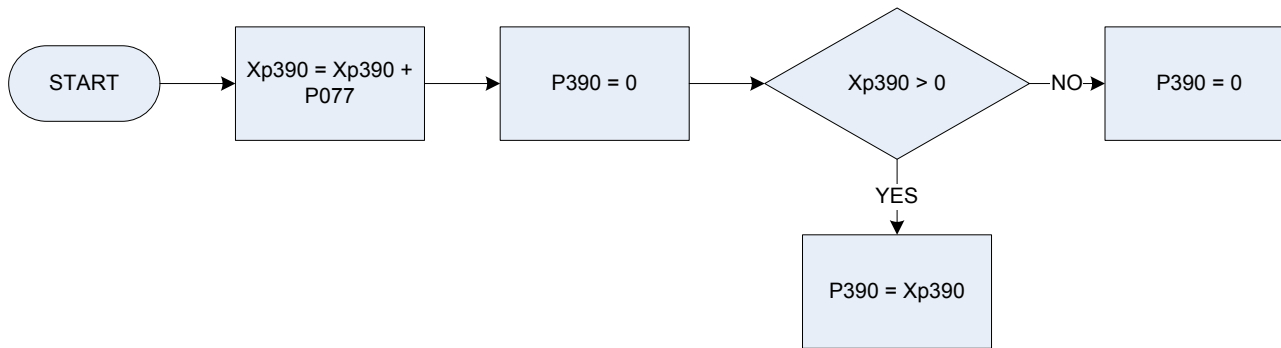 START
Xp390 = Xp390 +
P077
P390 = 0
Xp390 > 0
NO
P390 = 0
YES
P390 = Xp390